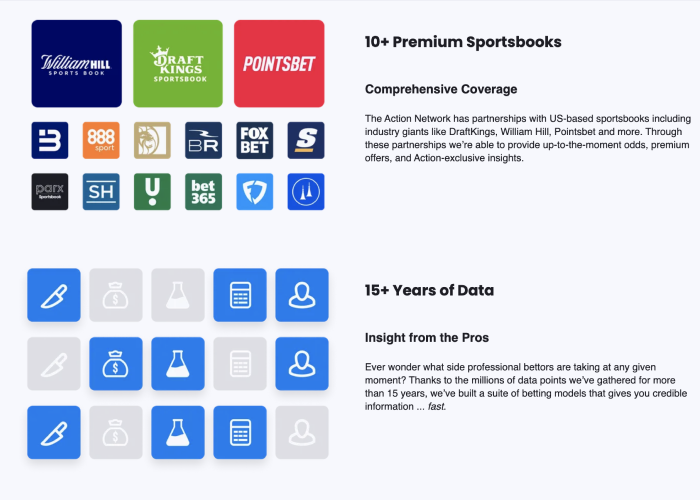 William HILL
SPORTS BOOK
DRAFT
KINGS
SPORTSBOOK
POINTSBET
10+ Premium Sportsbooks
Comprehensive Coverage
The Action Network has partnerships with US-based sportsbooks including
industry giants like DraftKings, William Hill, Pointsbet and more. Through
these partnerships we're able to provide up-to-the-moment odds, premium
offers, and Action-exclusive insights.
888
sport
BR
FOX
BET
S
parx
Sportsbook
SH
U
bet
365
15+ Years of Data
Insight from the Pros
Ever wonder what side professional bettors are taking at any given
moment? Thanks to the millions of data points we've gathered for more
than 15 years, we've built a suite of betting models that gives you credible
information ... fast.
$
$
$